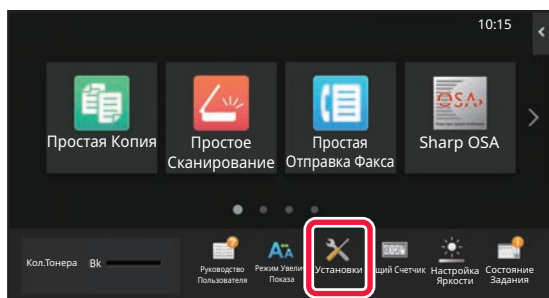 10:15
Простая Копия
Простое
Сканирование
Простая
Отправка Факса
OSA
Sharp OSA
Кол.Тонера Bk
Руководство
Пользователя
Режим Увели
Показа
Установки
щий Счетчик
Настройка
Яркости
Состояние
Задания